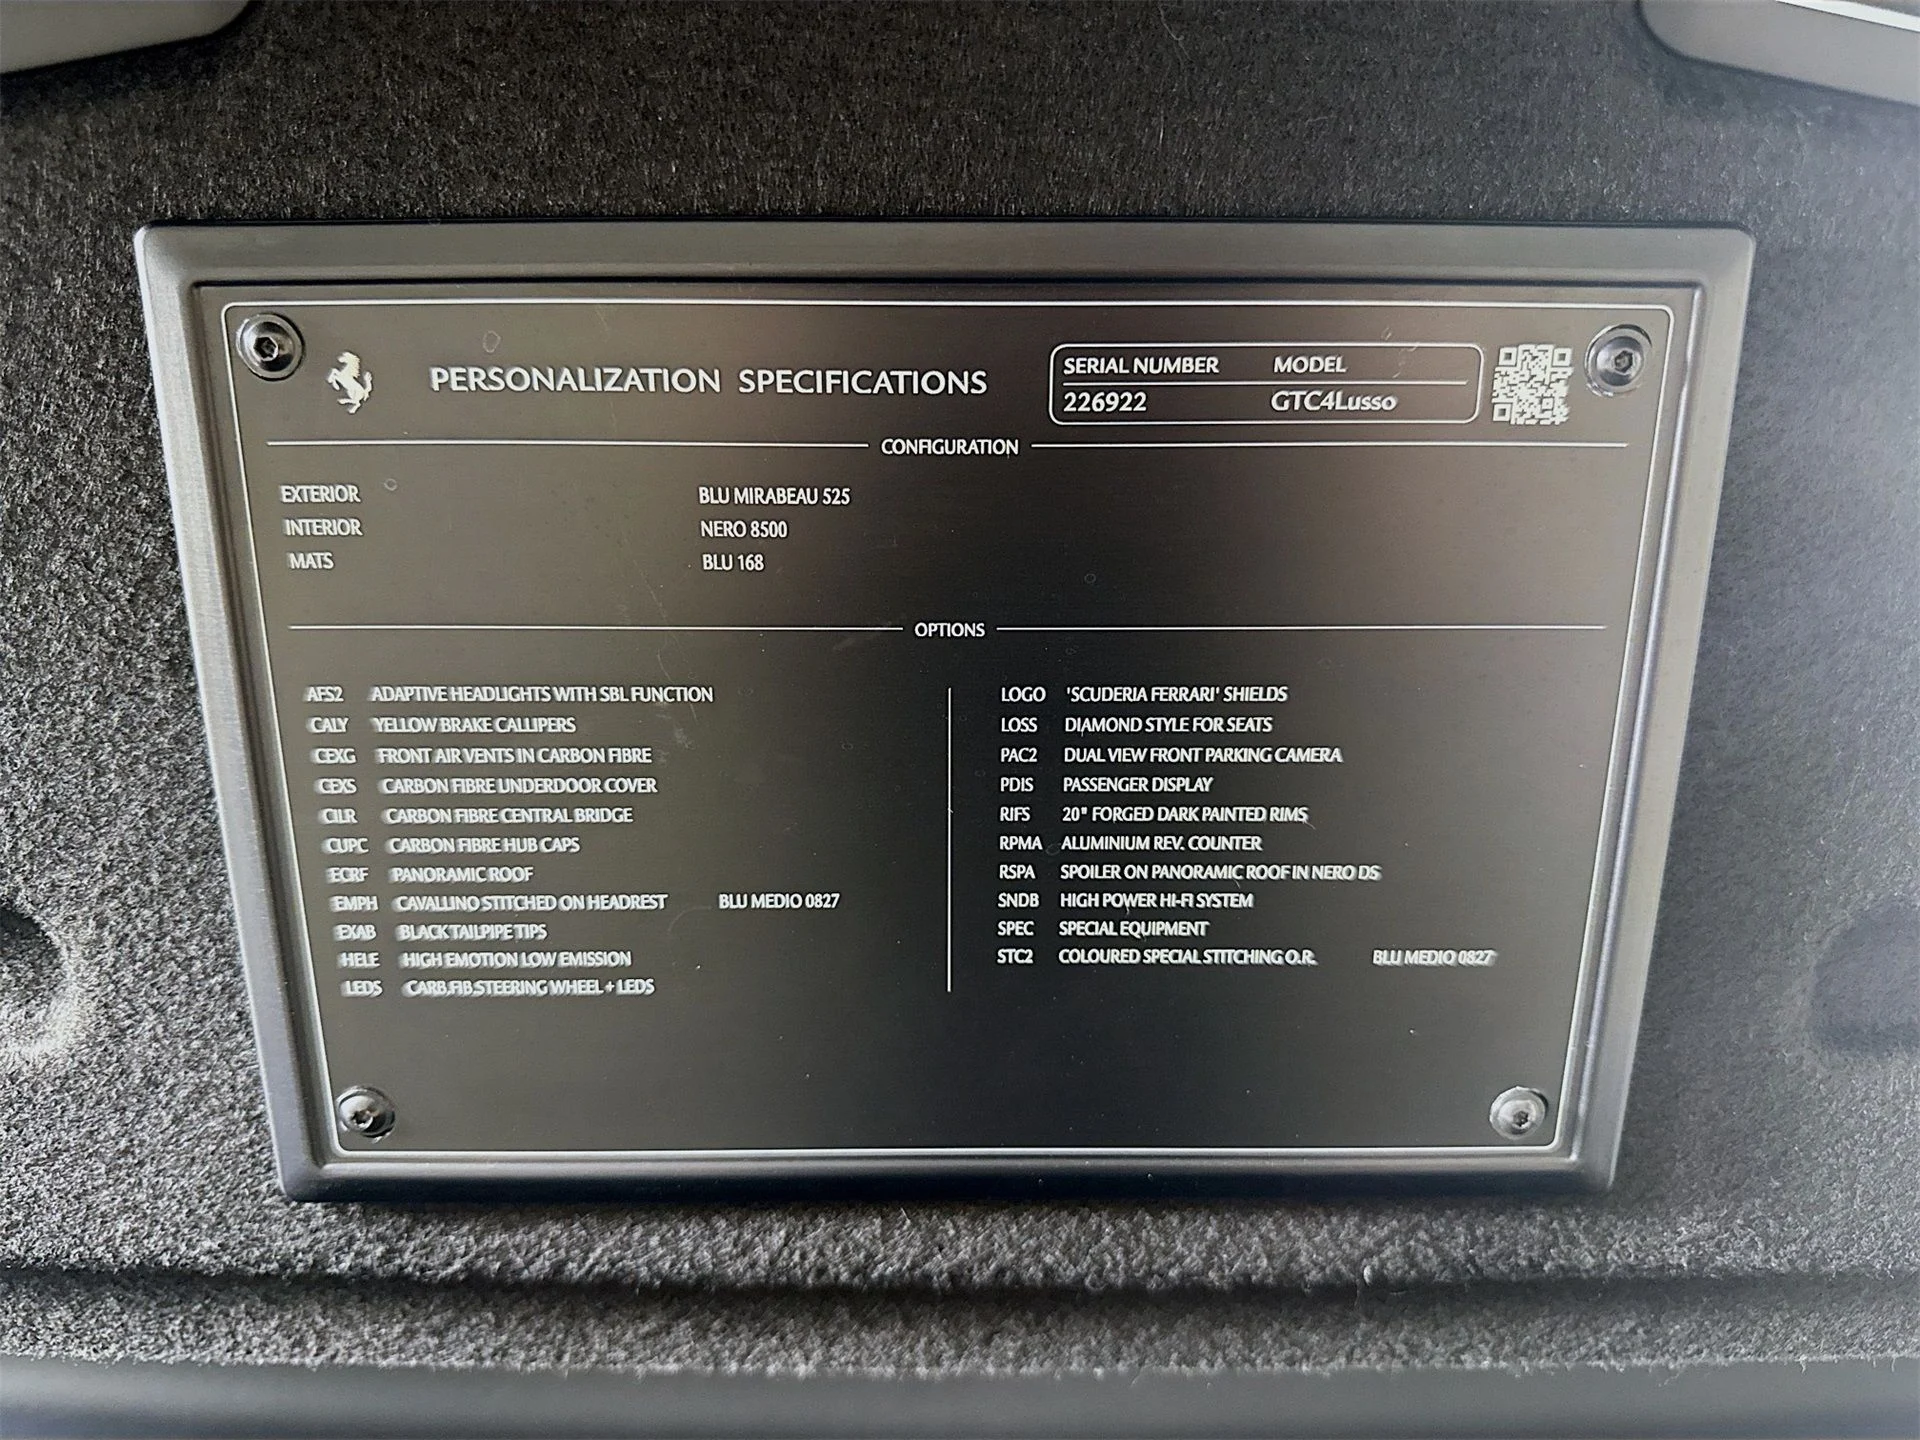 PERSONALIZATION SPECIFICATIONS
SERIAL NUMBER MODEL
226922 GTC4Lusso
CONFIGURATION
EXTERIOR BLU MIRABEAU 525
INTERIOR NERO 8500
MATS BLU 168
OPTIONS
AFS2 ADAPTIVE HEADLIGHTS WITH SBL FUNCTION
CALY YELLOW BRAKE CALLIPERS
CEXG FRONT AIR VENTS IN CARBON FIBRE
CEXS CARBON FIBRE UNDERDOOR COVER
CILR CARBON FIBRE CENTRAL BRIDGE
CUPC CARBON FIBRE HUB CAPS
ECRF PANORAMIC ROOF
EMPH CAVALLINO STITCHED ON HEADREST BLU MEDIO 0827
EXAB BLACK TAILPIPE TIPS
HELE HIGH EMOTION LOW EMISSION
LEDS CARB.FIB.STEERING WHEEL + LEDS
LOGO 'SCUDERIA FERRARI' SHIELDS
LOSS DIAMOND STYLE FOR SEATS
PAC2 DUAL VIEW FRONT PARKING CAMERA
PDIS PASSENGER DISPLAY
RIFS 20" FORGED DARK PAINTED RIMS
RPMA ALUMINIUM REV. COUNTER
RSPA SPOILER ON PANORAMIC ROOF IN NERO DS
SNDB HIGH POWER HI-FI SYSTEM
SPEC SPECIAL EQUIPMENT
STC2 COLOURED SPECIAL STITCHING O.R. BLU MEDIO 0827